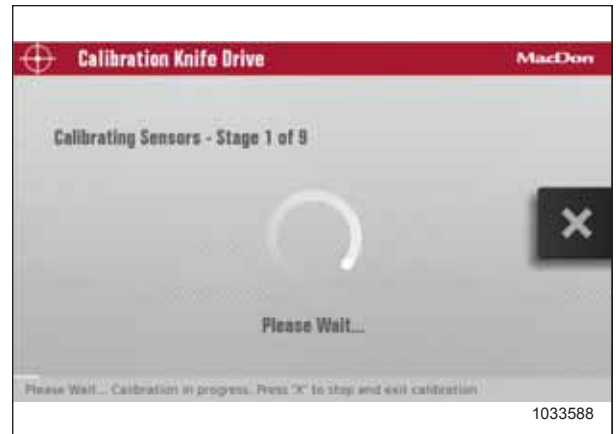 Calibration Knife Drive
MacDon
Calibrating Sensors - Stage 1 of 9
Please Wait...
Please Wait... Calibration in progress. Press 'X' to stop and exit calibration
1033588